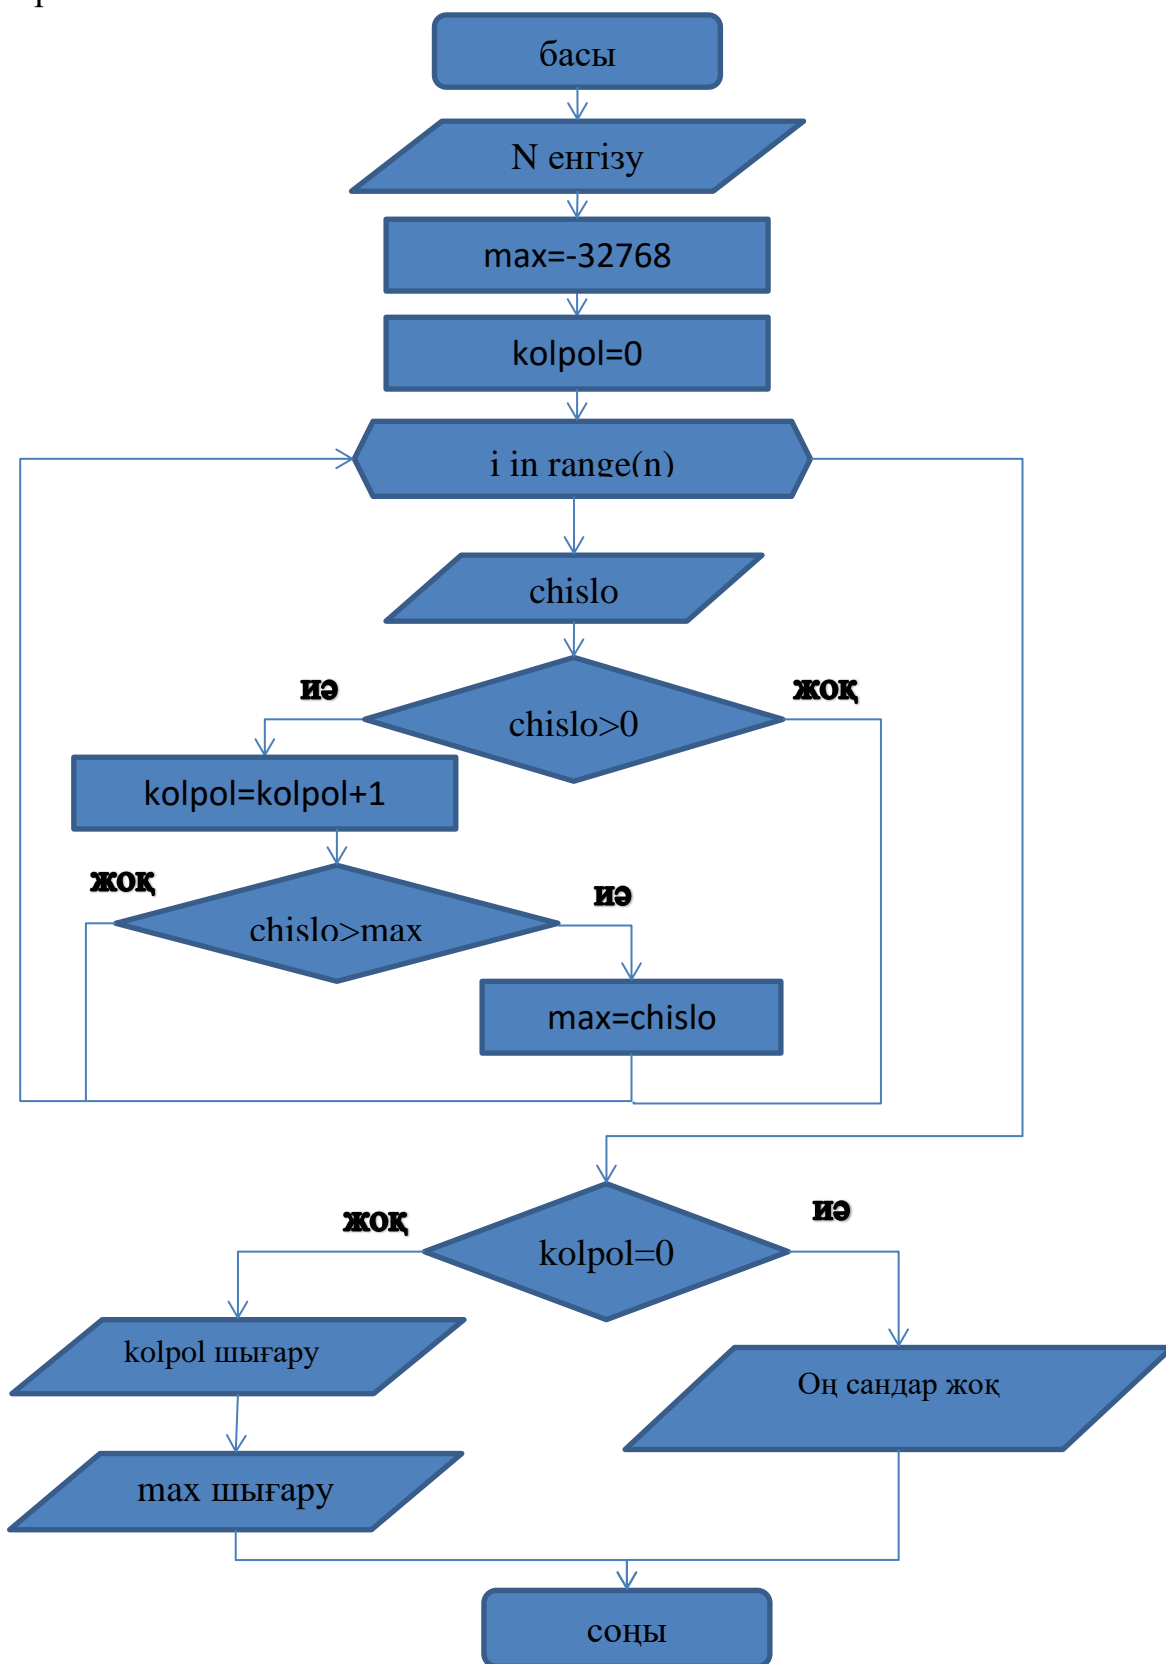 басы
N енгізу
max=-32768
kolpol=0
i in range(n)
chislo
иә
жоқ
chislo>0
kolpol=kolpol+1
жоқ
иә
chislo>max
max=chislo
жоқ
иә
kolpol=0
kolpol шығару
Оң сандар жоқ
max шығару
соңы